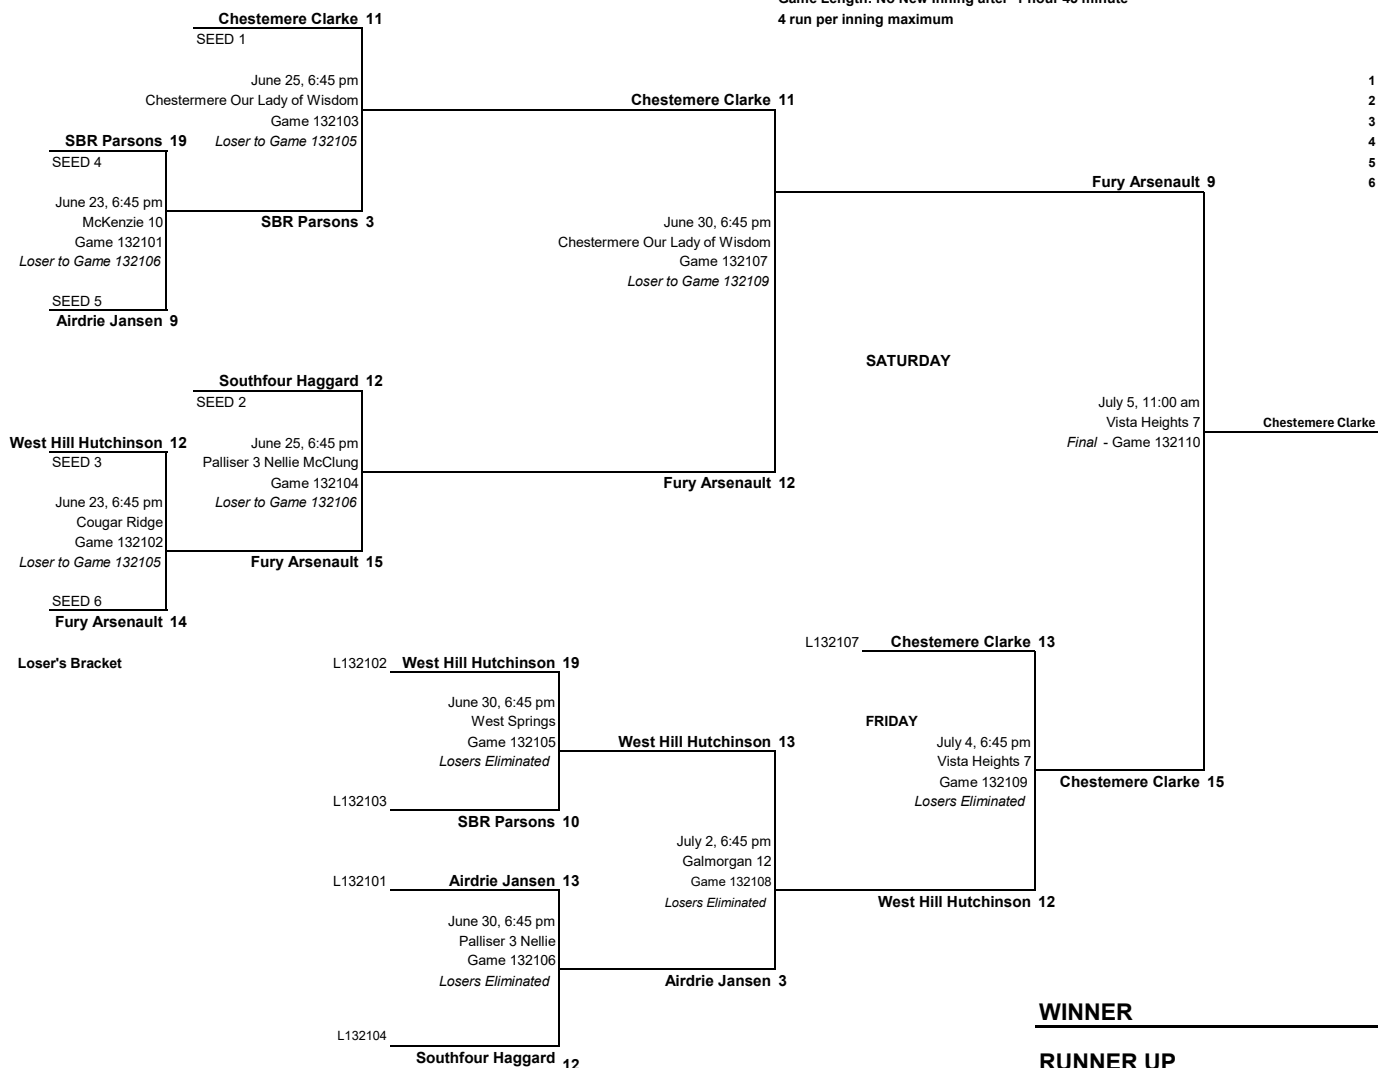 4 run per inning maximum
Chestemere Clarke 11
SEED 1
June 25, 6:45 pm
Chestermere Our Lady of Wisdom
Game 132103
Loser to Game 132105
SBR Parsons 19
SEED 4
June 23, 6:45 pm
McKenzie 10
Game 132101
Loser to Game 132106
SEED 5
Airdrie Jansen 9
SBR Parsons 3
Chestemere Clarke 11
June 30, 6:45 pm
Chestermere Our Lady of Wisdom
Game 132107
Loser to Game 132109
Fury Arsenault 9
1
2
3
4
5
6
SATURDAY
Southfour Haggard 12
SEED 2
June 25, 6:45 pm
Palliser 3 Nellie McClung
Game 132104
Loser to Game 132106
West Hill Hutchinson 12
SEED 3
June 23, 6:45 pm
Cougar Ridge
Game 132102
Loser to Game 132105
SEED 6
Fury Arsenault 14
Fury Arsenault 15
Fury Arsenault 12
July 5, 11:00 am
Vista Heights 7
Final - Game 132110
Chestemere Clarke
Loser's Bracket
L132102 West Hill Hutchinson 19
June 30, 6:45 pm
West Springs
Game 132105
Losers Eliminated
L132103
SBR Parsons 10
West Hill Hutchinson 13
L132107 Chestemere Clarke 13
FRIDAY
July 4, 6:45 pm
Vista Heights 7
Game 132109
Losers Eliminated
Chestemere Clarke 15
July 2, 6:45 pm
Galmorgan 12
Game 132108
Losers Eliminated
West Hill Hutchinson 12
L132101 Airdrie Jansen 13
June 30, 6:45 pm
Palliser 3 Nellie
Game 132106
Losers Eliminated
Airdrie Jansen 3
L132104
Southfour Haggard 12
WINNER
RUNNER UP